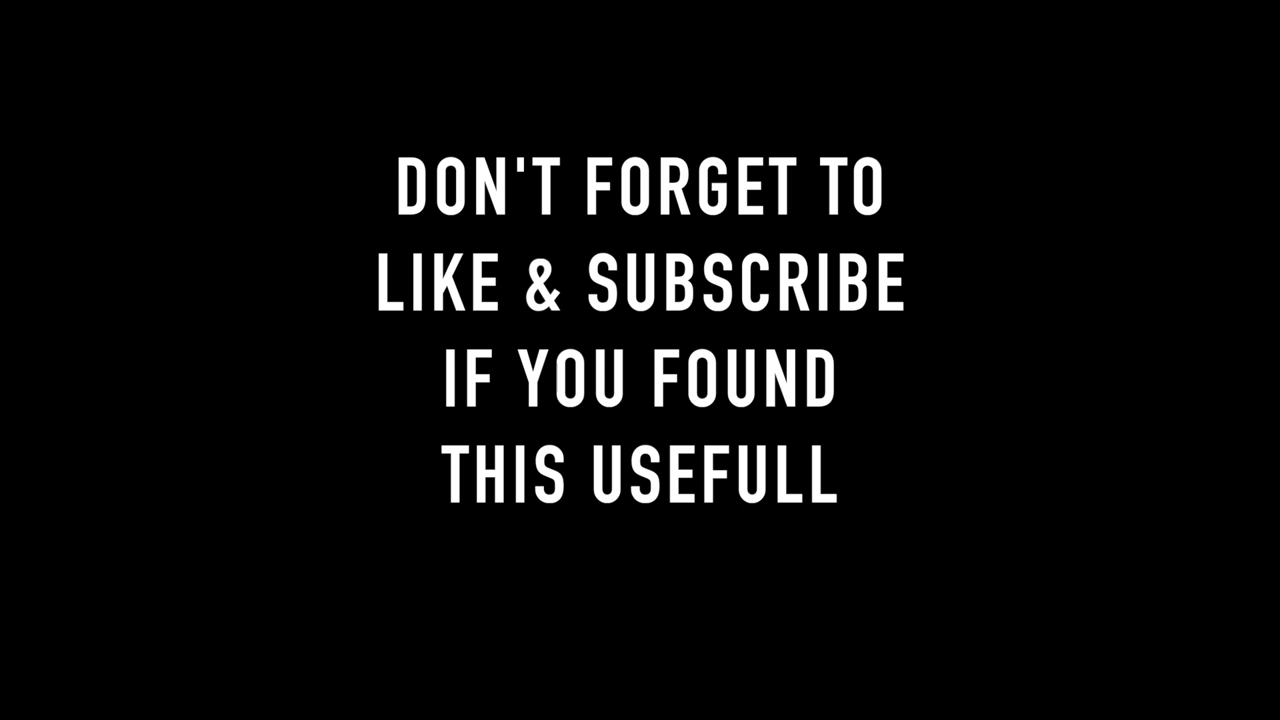 DON'T FORGET TO
LIKE & SUBSCRIBE
IF YOU FOUND
THIS USEFULL